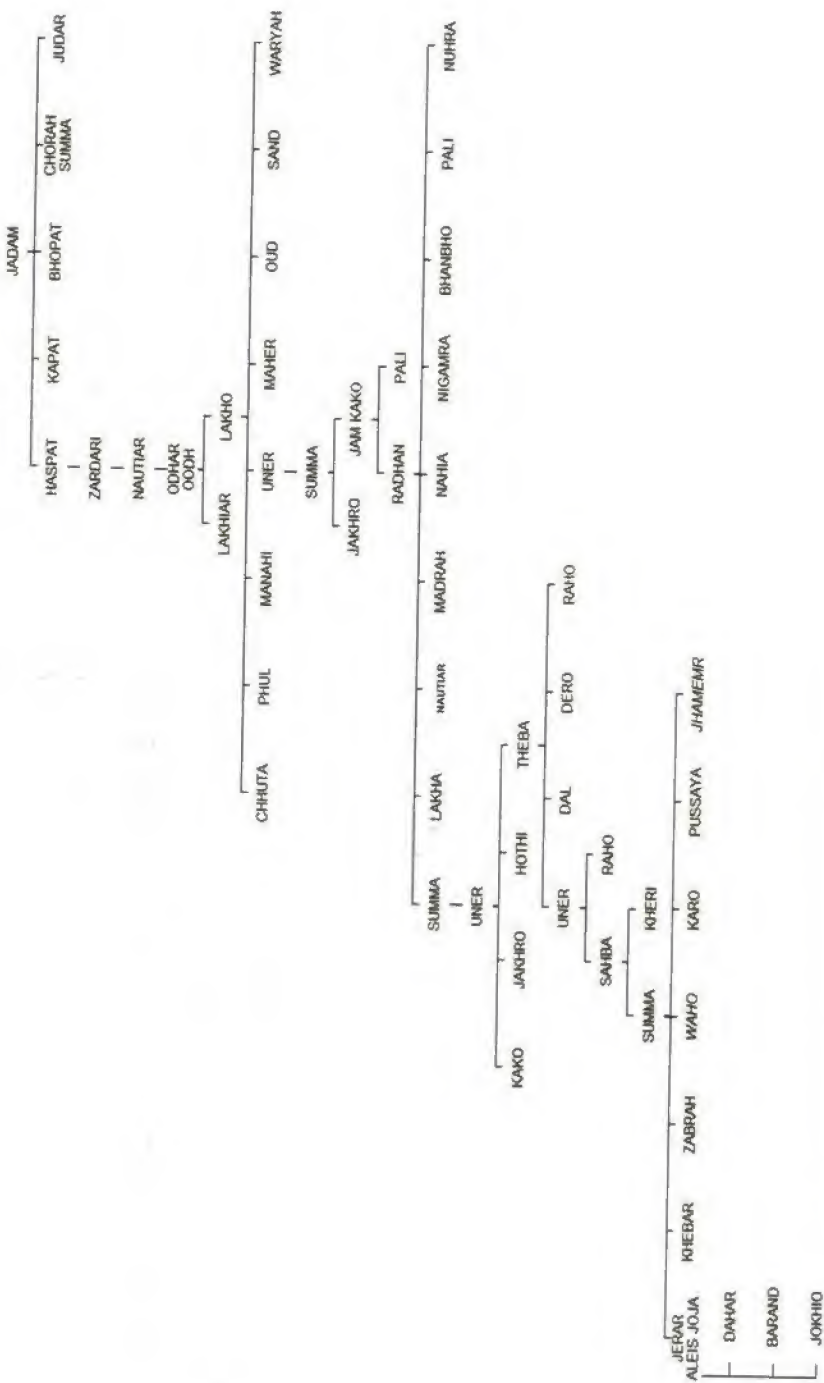 JADAM
HASPAT KAPAT BHOPAT CHORAH SUMMA JUDAR
ZARDARI
NAUTIAR
ODHAR
OODH
LAKHIAR LAKHO
CHHUTA PHUL MANAHI UNER MAHER OUD SAND WARYAH
SUMMA
JAKHRO JAM KAKO
RADHAN PALI
SUMMA LAKHA NAUTIAR MADRAH NAHIA NIGAMRA BHANBHO PALI NUHRA
UNER
KAKO JAKHRO HOTHI THEBA
UNER DAL DERO RAHO
SAHBA RAHO
SUMMA KHERI
JERAR
ALEIS JOJA KHEBAR ZABRAH WAHO KARO PUSSAYA JHAMEMR
DAHAR
BARAND
JOKHIO